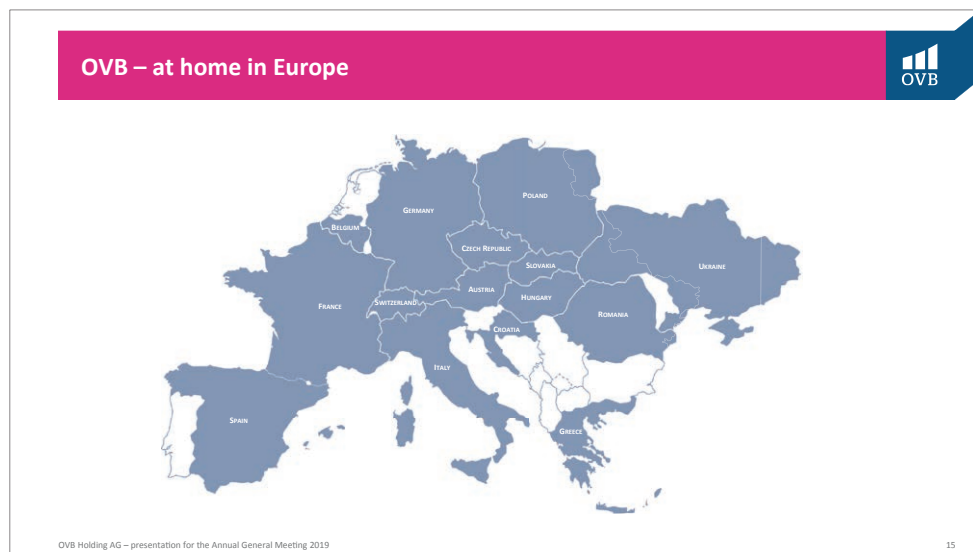 OVB – at home in Europe
OVB
GERMANY
POLAND
BELGIUM
CZECH REPUBLIC
SLOVAKIA
UKRAINE
AUSTRIA
HUNGARY
FRANCE
SWITZERLAND
ROMANIA
CROATIA
ITALY
SPAIN
GREECE
OVB Holding AG – presentation for the Annual General Meeting 2019
15